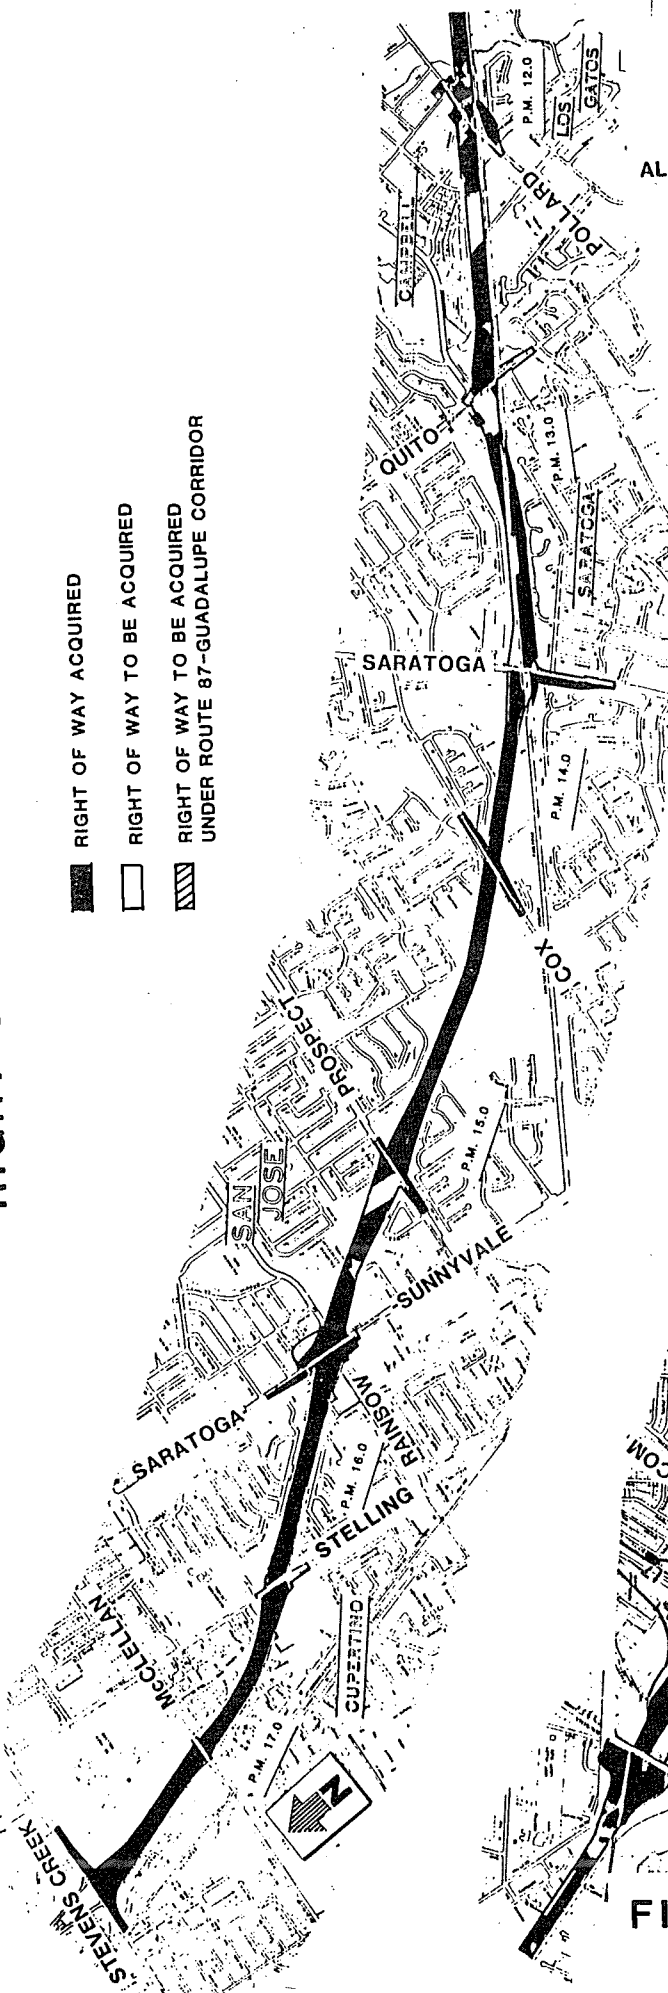 RIGHT OF WAY ACQUIRED
RIGHT OF WAY TO BE ACQUIRED
RIGHT OF WAY TO BE ACQUIRED
UNDER ROUTE 87-GUADALUPE CORRIDOR
P.M. 12.0
LOS
GATOS
AL
POLLARD
CAMPBELL
QUITO
P.M. 13.0
SARATOGA
SARATOGA
P.M. 14.0
COX
PROSPECT
P.M. 15.0
SAN
JOSE
SUNNYVALE
SARATOGA
RAINBOW
P.M. 16.0
STELLING
McCLELLAN
CUPERTINO
P.M. 17.0
N
STEVENS CREEK
COM
FI